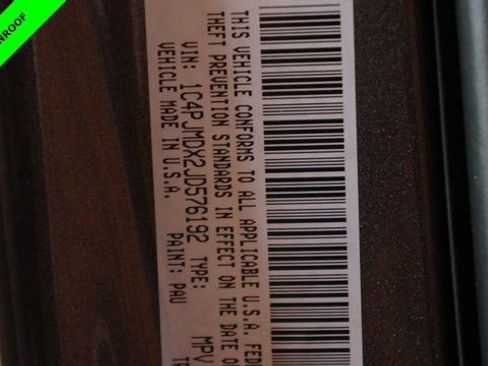 NROOF
THIS VEHICLE CONFORMS TO ALL APPLICABLE U.S.A. FED
THEFT PREVENTION STANDARDS IN EFFECT ON THE DATE O
VIN: 1C4PJMDX2JD576192 TYPE: MPV
VEHICLE MADE IN U.S.A. PAINT: PAU